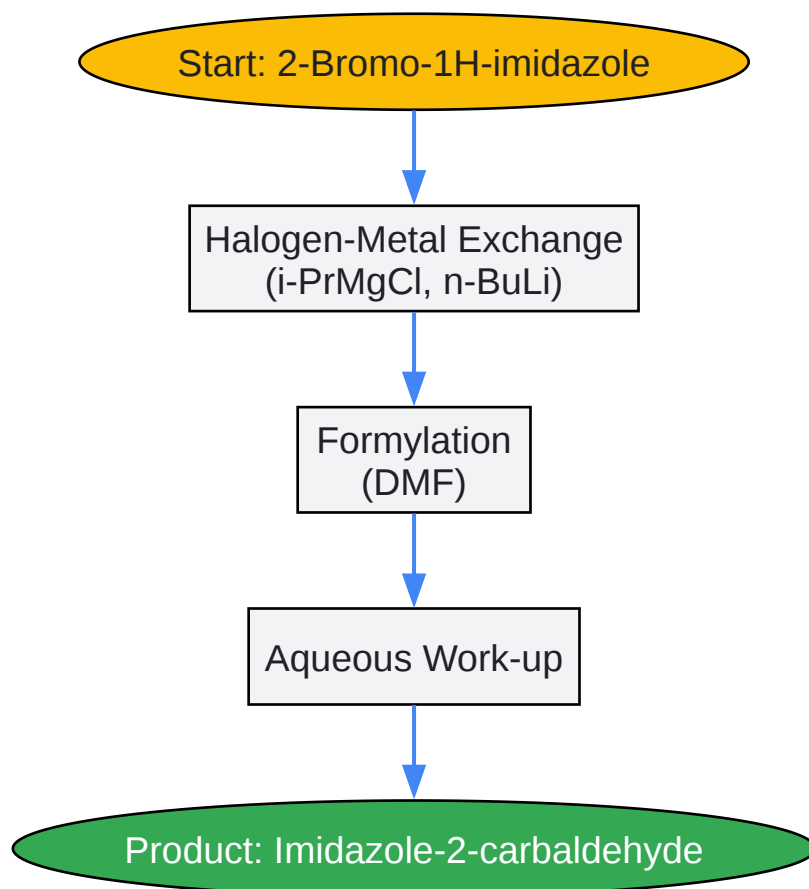 Start: 2-Bromo-1H-imidazole
Halogen-Metal Exchange
(i-PrMgCl, n-BuLi)
Formylation
(DMF)
Aqueous Work-up
Product: Imidazole-2-carbaldehyde